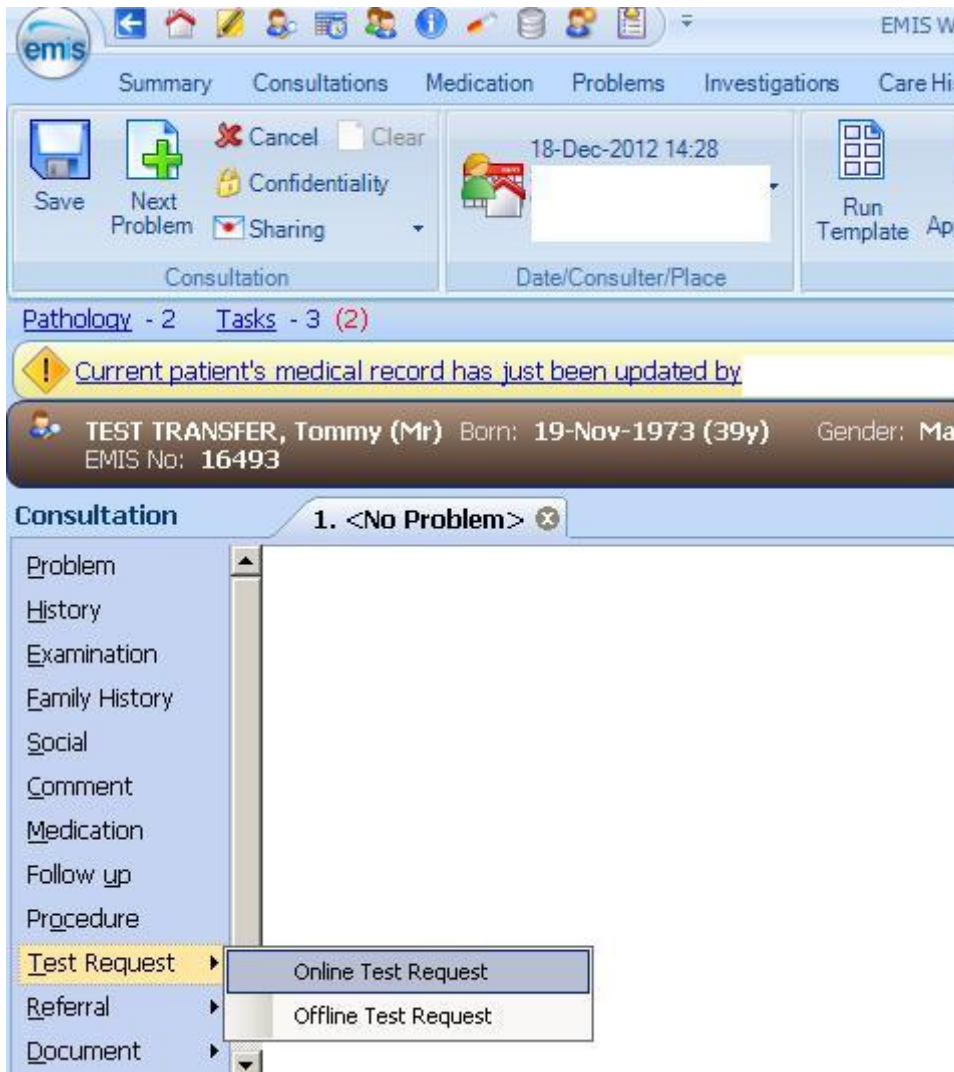 emis
EMIS W
Summary Consultations Medication Problems Investigations Care His
Save
Next Problem
Cancel Clear
Confidentiality
Sharing
Consultation
18-Dec-2012 14:28
Date/Consulter/Place
Run Template
Ap
Pathology - 2 Tasks - 3 (2)
Current patient's medical record has just been updated by
TEST TRANSFER, Tommy (Mr) Born: 19-Nov-1973 (39y) Gender: Ma
EMIS No: 16493
Consultation 1. <No Problem>
Problem
History
Examination
Family History
Social
Comment
Medication
Follow up
Procedure
Test Request
Online Test Request
Offline Test Request
Referral
Document